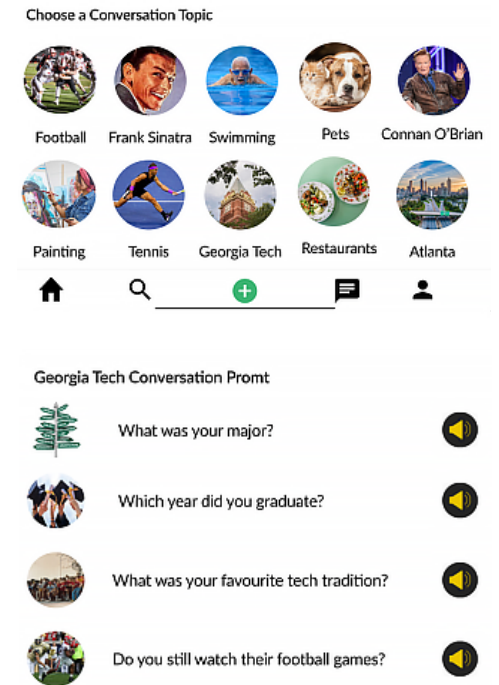 Choose a Conversation Topic
Football Frank Sinatra Swimming Pets Connan O'Brian
Painting Tennis Georgia Tech Restaurants Atlanta
Georgia Tech Conversation Promt
What was your major?
Which year did you graduate?
What was your favourite tech tradition?
Do you still watch their football games?